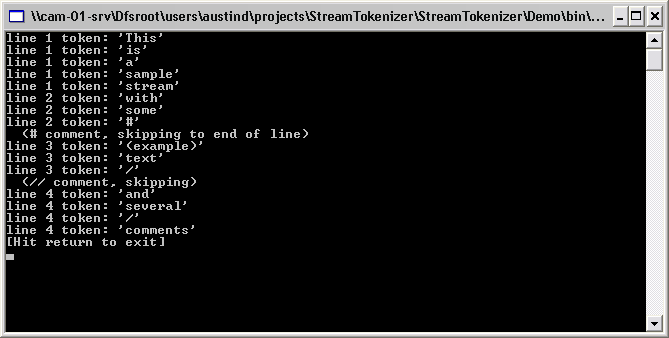 \\cam-01-srv\Dfsroot\users\austind\projects\StreamTokenizer\StreamTokenizer\Demo\bin\...
line 1 token: 'This'
line 1 token: 'is'
line 1 token: 'a'
line 1 token: 'sample'
line 1 token: 'stream'
line 2 token: 'with'
line 2 token: 'some'
line 2 token: '#'
  (# comment, skipping to end of line)
line 3 token: '(example)'
line 3 token: 'text'
line 3 token: '/'
  (// comment, skipping)
line 4 token: 'and'
line 4 token: 'several'
line 4 token: '/'
line 4 token: 'comments'
[Hit return to exit]